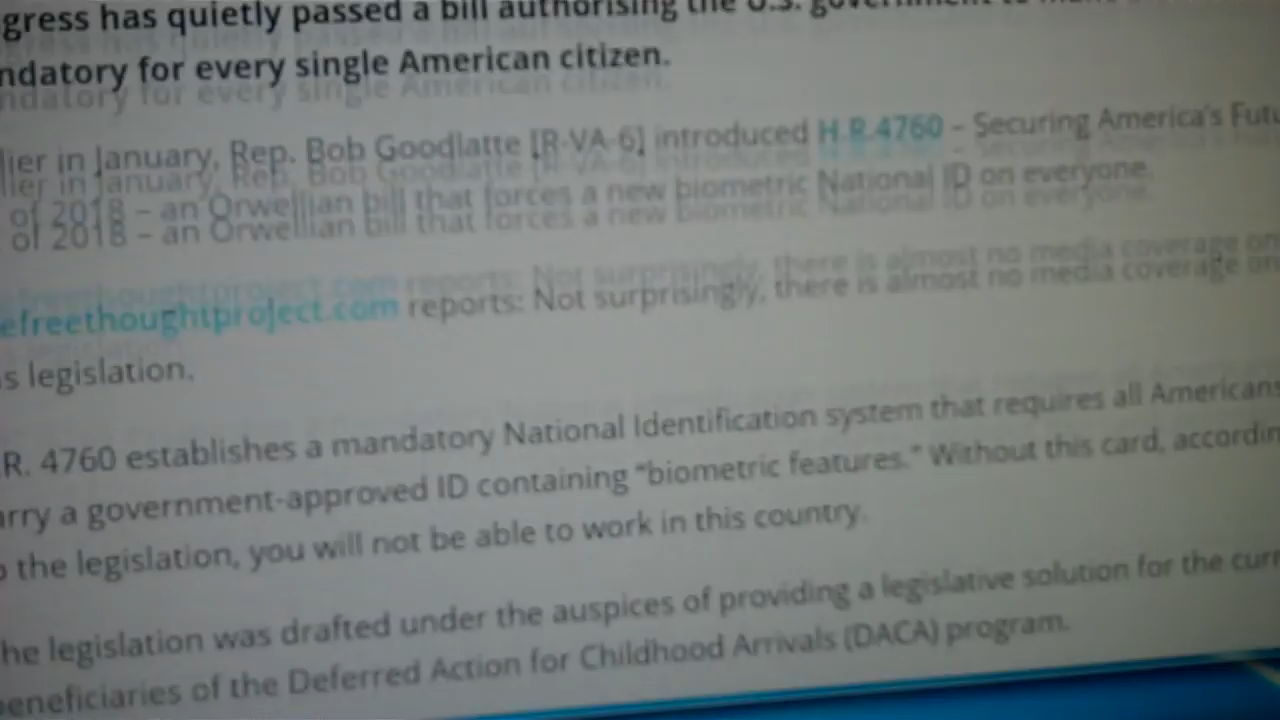 gress has quietly passed a bill authorising the U.S. government to
ndatory for every single American citizen.
lier in January, Rep. Bob Goodlatte [R-VA-6] introduced H.R.4760 – Securing America's Futu
of 2018 – an Orwellian bill that forces a new biometric National ID on everyone.
efreethoughtproject.com reports: Not surprisingly, there is almost no media coverage on
s legislation.
R. 4760 establishes a mandatory National Identification system that requires all Americans
arry a government-approved ID containing “biometric features.” Without this card, accordin
o the legislation, you will not be able to work in this country.
he legislation was drafted under the auspices of providing a legislative solution for the curr
beneficiaries of the Deferred Action for Childhood Arrivals (DACA) program.